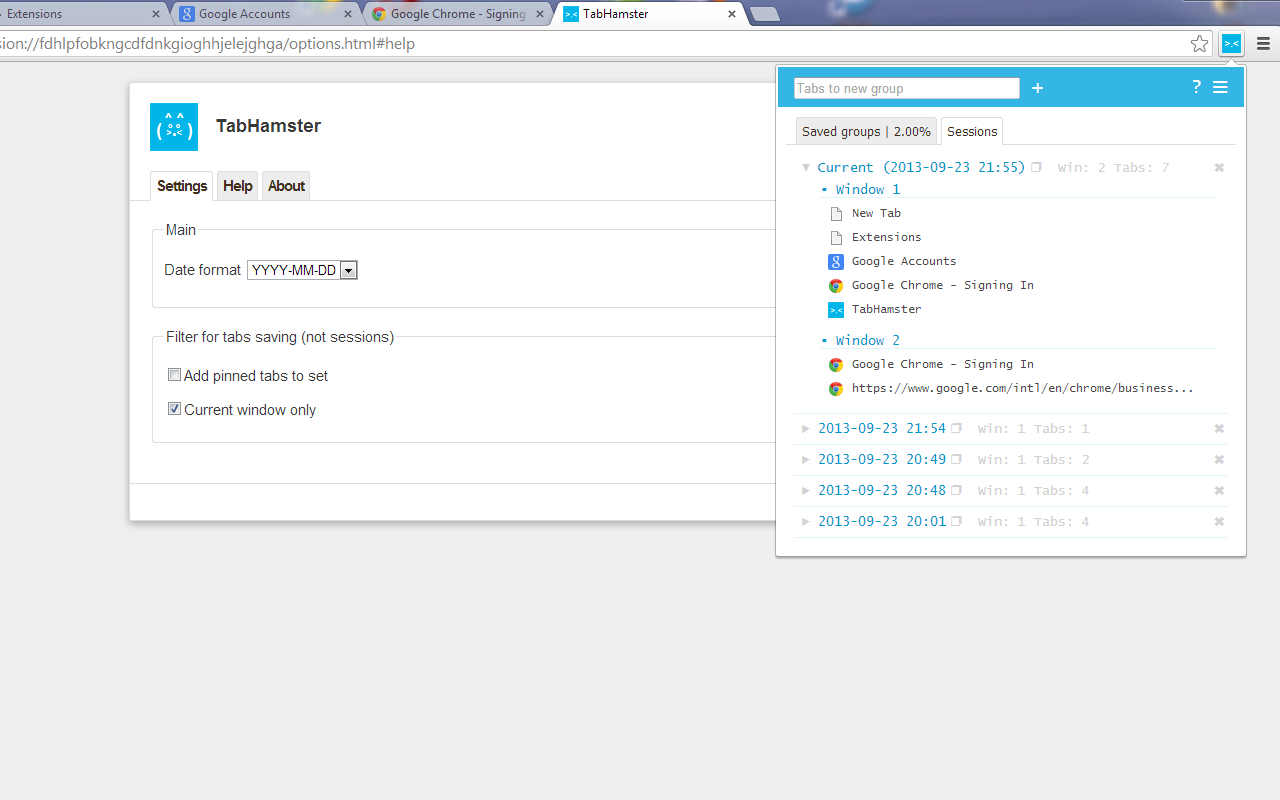 Extensions
Google Accounts
Google Chrome - Signing
TabHamster
sion://fdhlpfobkngcdfdnkgioghhjelejghga/options.html#help
TabHamster
Settings
Help
About
Main
Date format YYYY-MM-DD
Filter for tabs saving (not sessions)
Add pinned tabs to set
Current window only
Tabs to new group
+
?
Saved groups | 2.00%
Sessions
Current (2013-09-23 21:55) Win: 2 Tabs: 7
Window 1
New Tab
Extensions
Google Accounts
Google Chrome - Signing In
TabHamster
Window 2
Google Chrome - Signing In
https://www.google.com/intl/en/chrome/business...
2013-09-23 21:54 Win: 1 Tabs: 1
2013-09-23 20:49 Win: 1 Tabs: 2
2013-09-23 20:48 Win: 1 Tabs: 4
2013-09-23 20:01 Win: 1 Tabs: 4